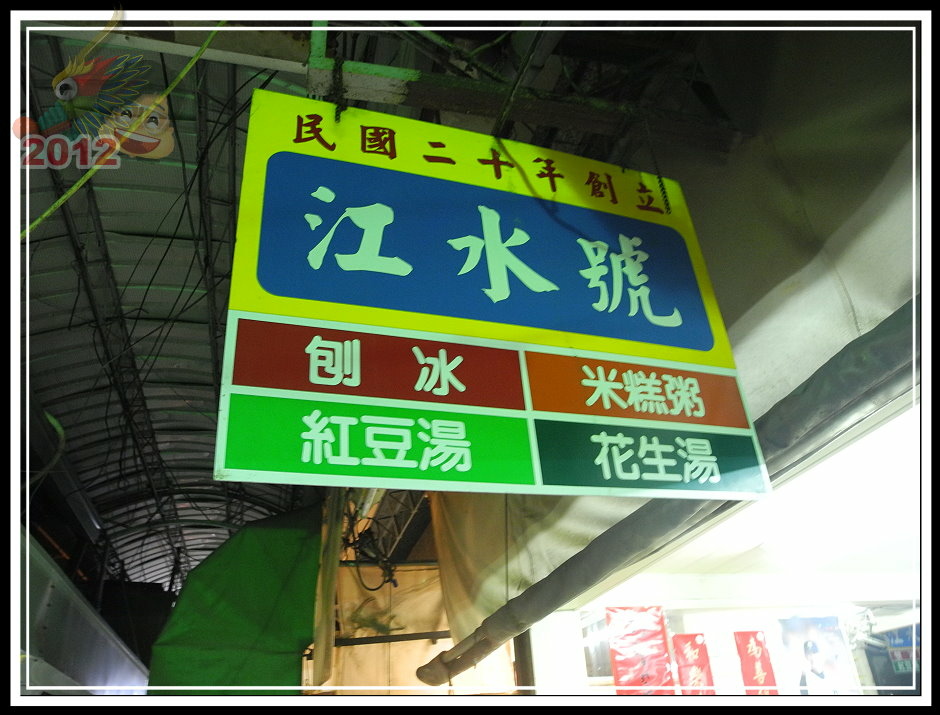 2012
民國二十年創立
江水號
刨 冰 米糕粥
紅豆湯 花生湯